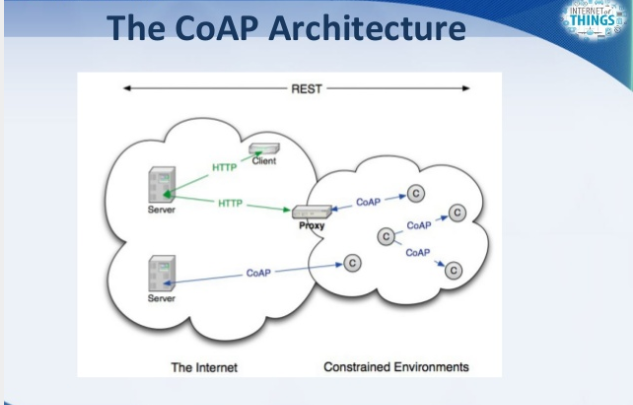 The CoAP Architecture
INTERNET of
THINGS
REST
Client
HTTP
Server
HTTP
Proxy
CoAP
C
C
CoAP
C
CoAP
C
C
CoAP
Server
The Internet
Constrained Environments